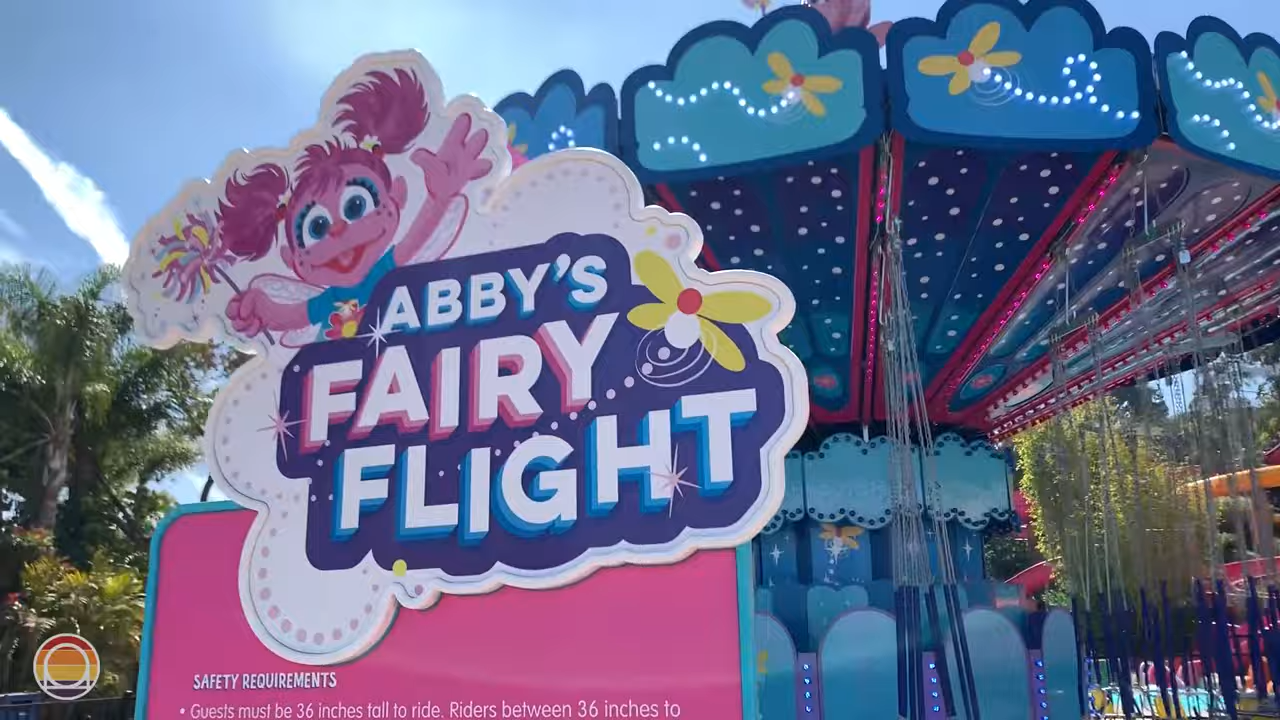 ABBY'S
FAIRY
FLIGHT
SAFETY REQUIREMENTS
• Guests must be 36 inches tall to ride. Riders between 36 inches to